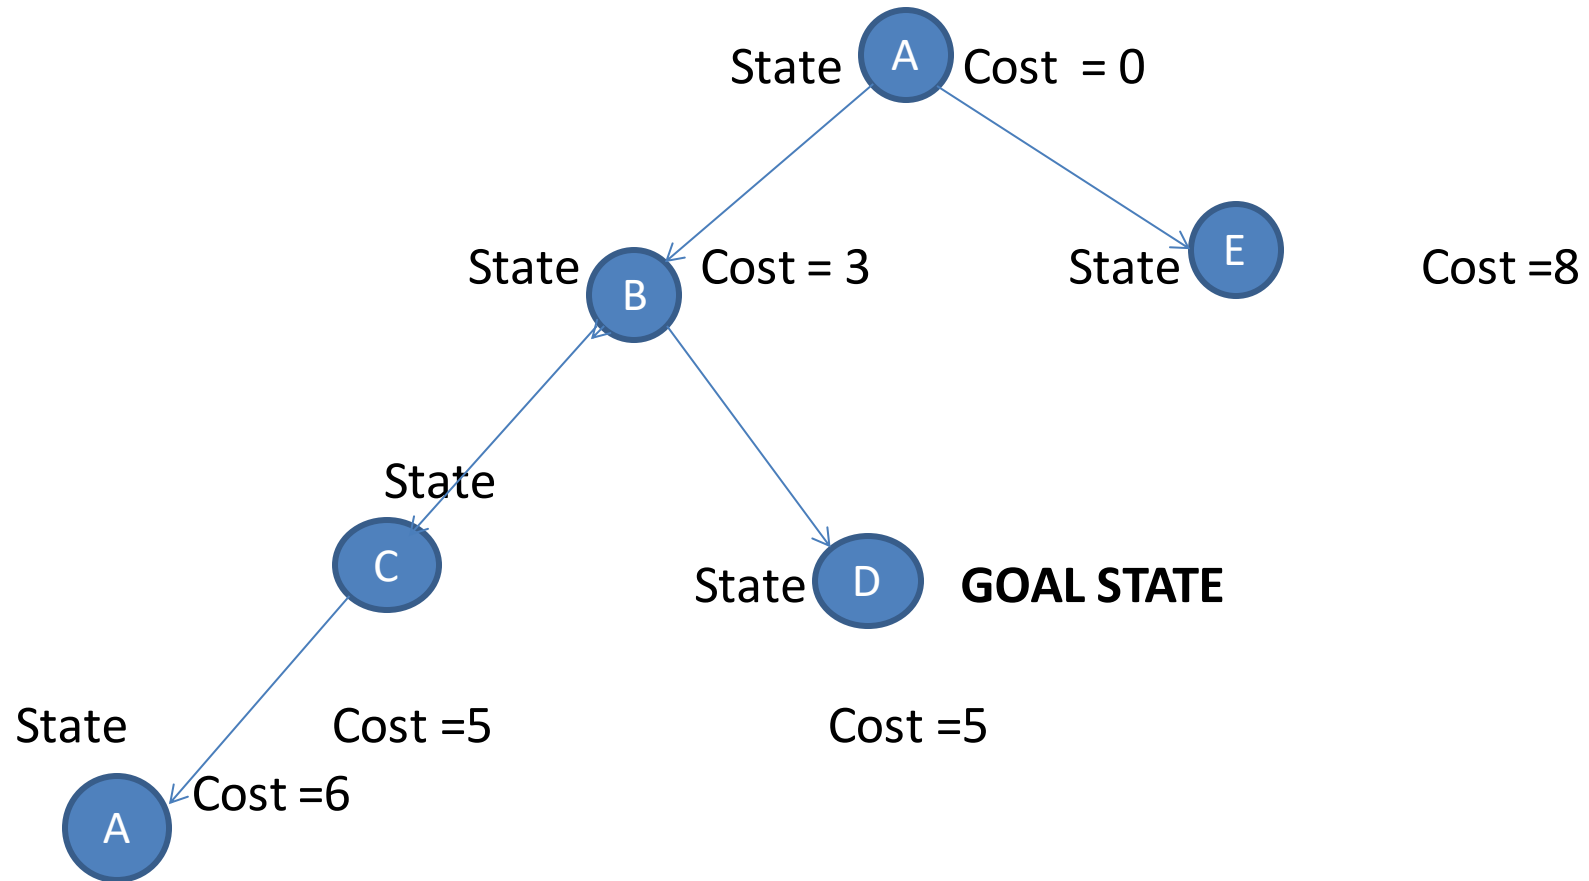 State A Cost = 0
State B Cost = 3 State E Cost =8
State
C
State D GOAL STATE
State Cost =5 Cost =5
Cost =6
A